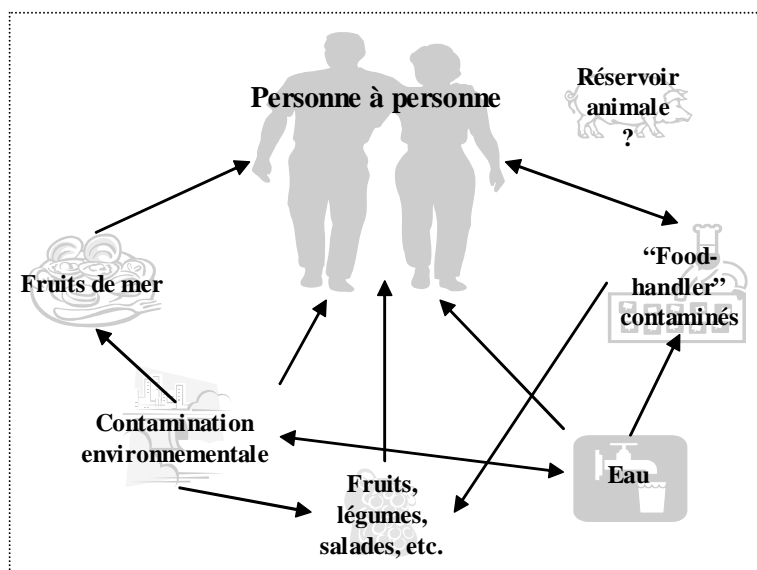 Personne à personne
Réservoir
animale
?
Fruits de mer
“Food-
handler”
contaminés
Contamination
environnementale
Fruits,
légumes,
salades, etc.
Eau